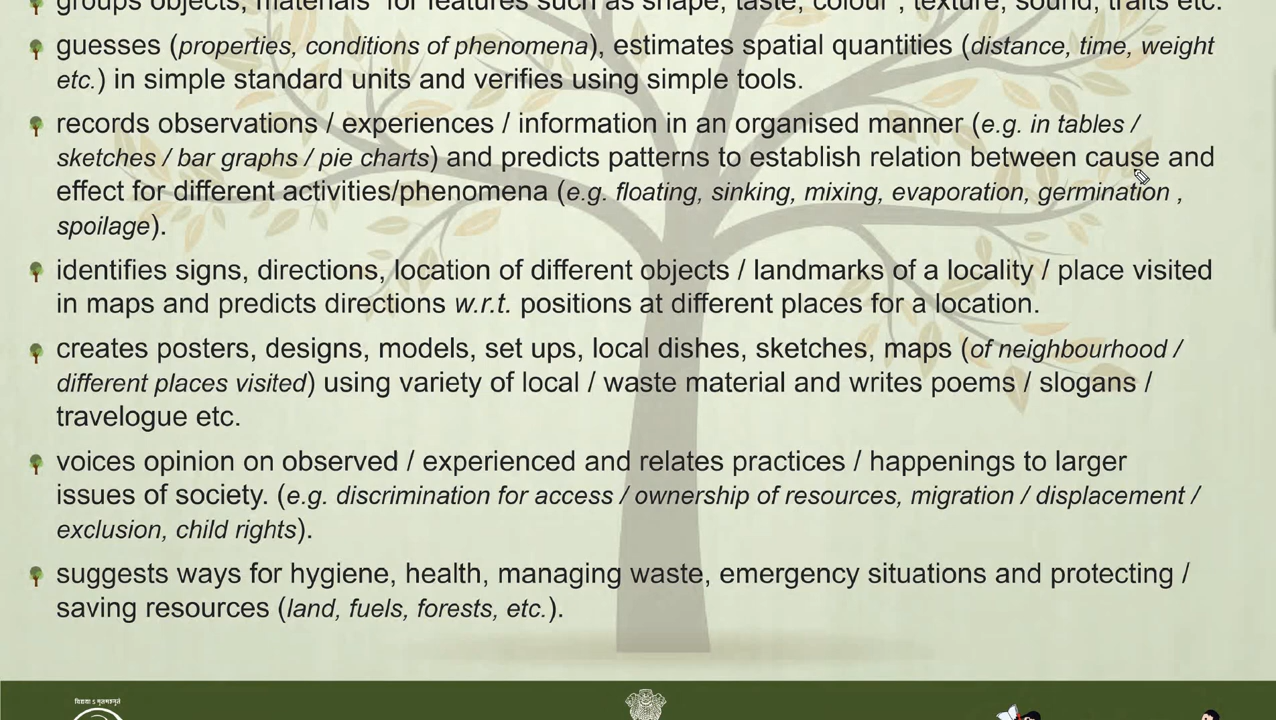 groups objects, materials for features such as shape, taste, colour , texture, sound, traits etc.
guesses (properties, conditions of phenomena), estimates spatial quantities (distance, time, weight
etc.) in simple standard units and verifies using simple tools.
records observations / experiences / information in an organised manner (e.g. in tables /
sketches / bar graphs / pie charts) and predicts patterns to establish relation between cause and
effect for different activities/phenomena (e.g. floating, sinking, mixing, evaporation, germination ,
spoilage).
identifies signs, directions, location of different objects / landmarks of a locality / place visited
in maps and predicts directions w.r.t. positions at different places for a location.
creates posters, designs, models, set ups, local dishes, sketches, maps (of neighbourhood /
different places visited) using variety of local / waste material and writes poems / slogans /
travelogue etc.
voices opinion on observed / experienced and relates practices / happenings to larger
issues of society. (e.g. discrimination for access / ownership of resources, migration / displacement /
exclusion, child rights).
suggests ways for hygiene, health, managing waste, emergency situations and protecting /
saving resources (land, fuels, forests, etc.).